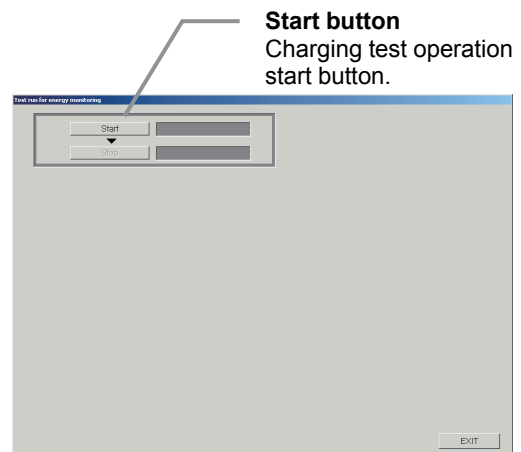 Start button
Charging test operation
start button.
Test run for energy monitoring
Start
Stop
EXIT